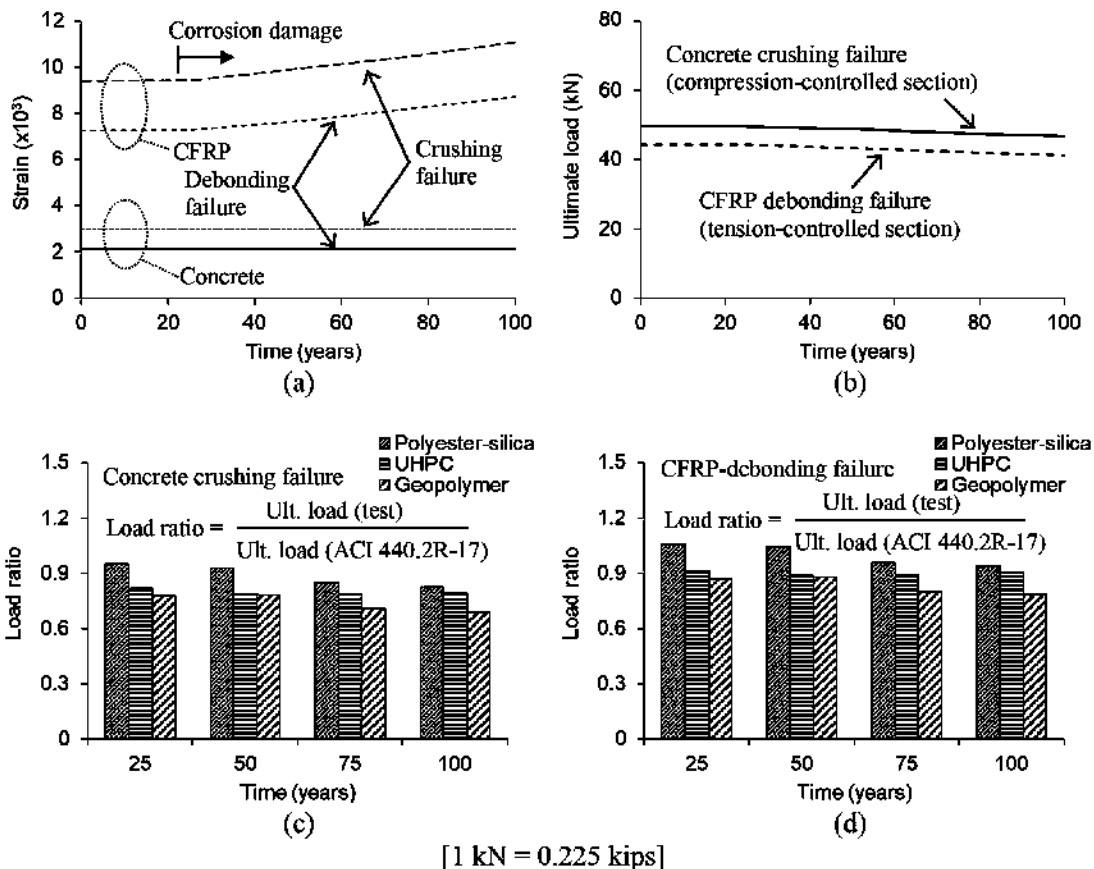 12
10
8
6
4
2
0
Strain (x10³)
Corrosion damage
CFRP
Debonding
failure
Crushing
failure
Concrete
0 20 40 60 80 100
Time (years)
(a)
80
60
40
20
0
Ultimate load (kN)
Concrete crushing failure
(compression-controlled section)
CFRP debonding failure
(tension-controlled section)
0 20 40 60 80 100
Time (years)
(b)
Polyester-silica
UHPC
Geopolymer
1.5
1.2
0.9
0.6
0.3
0
Load ratio
Concrete crushing failure
Load ratio = Ult. load (test)
Ult. load (ACI 440.2R-17)
25 50 75 100
Time (years)
(c)
Polyester-silica
UHPC
Geopolymer
1.5
1.2
0.9
0.6
0.3
0
Load ratio
CFRP-debonding failure
Load ratio = Ult. load (test)
Ult. load (ACI 440.2R-17)
25 50 75 100
Time (years)
(d)
[1 kN = 0.225 kips]